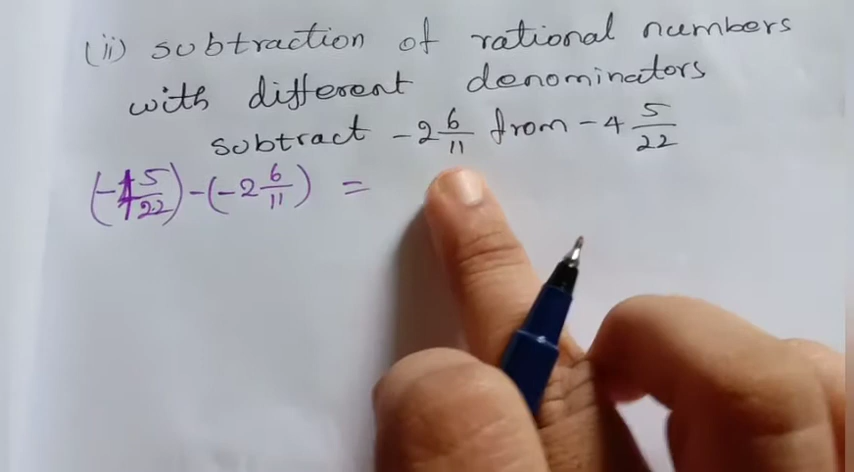 (ii) subtraction of rational numbers
with different denominators
subtract -2 6/11 from -4 5/22
(-4 5/22) - (-2 6/11) =